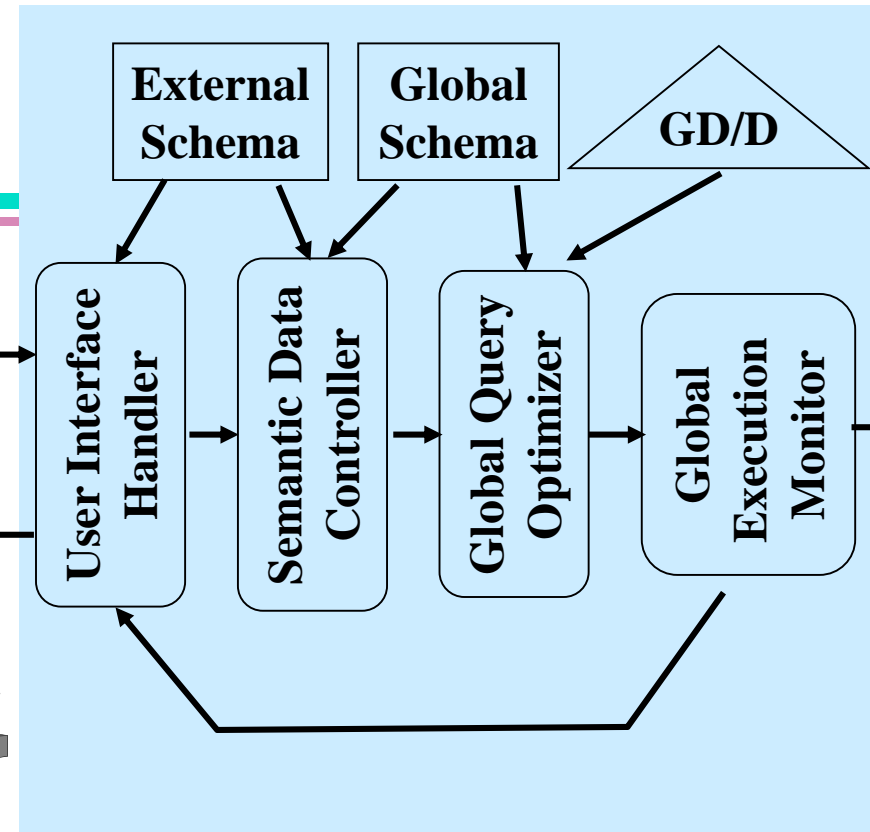 External
Schema
Global
Schema
GD/D
User Interface
Handler
Semantic Data
Controller
Global Query
Optimizer
Global
Execution
Monitor